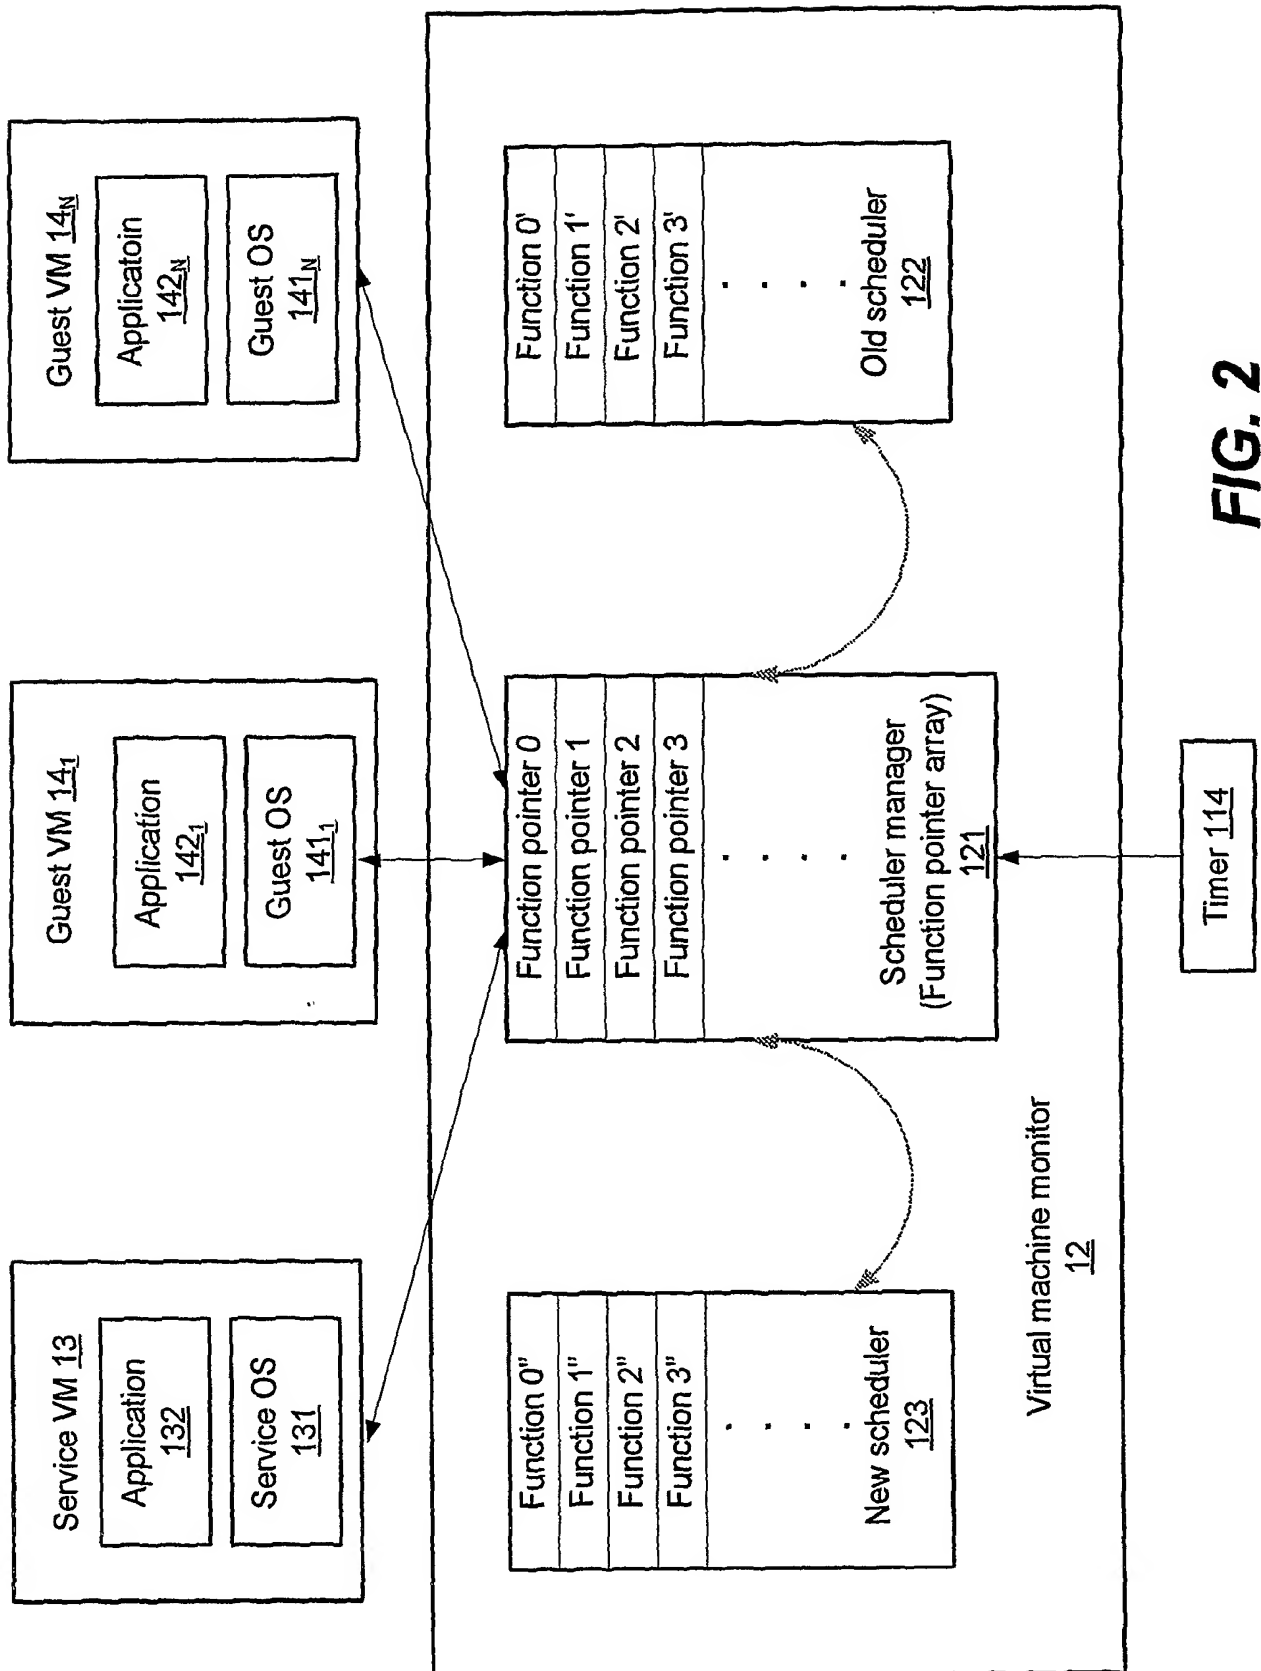 Service VM 13
Application
132
Service OS
131
Guest VM 14₁
Application
142₁
Guest OS
141₁
Guest VM 14N
Applicatoin
142N
Guest OS
141N
Function 0"
Function 1"
Function 2"
Function 3"
. . . .
New scheduler
123
Function pointer 0
Function pointer 1
Function pointer 2
Function pointer 3
. . . .
Scheduler manager
(Function pointer array)
121
Function 0'
Function 1'
Function 2'
Function 3'
. . . .
Old scheduler
122
Virtual machine monitor
12
Timer 114
FIG. 2